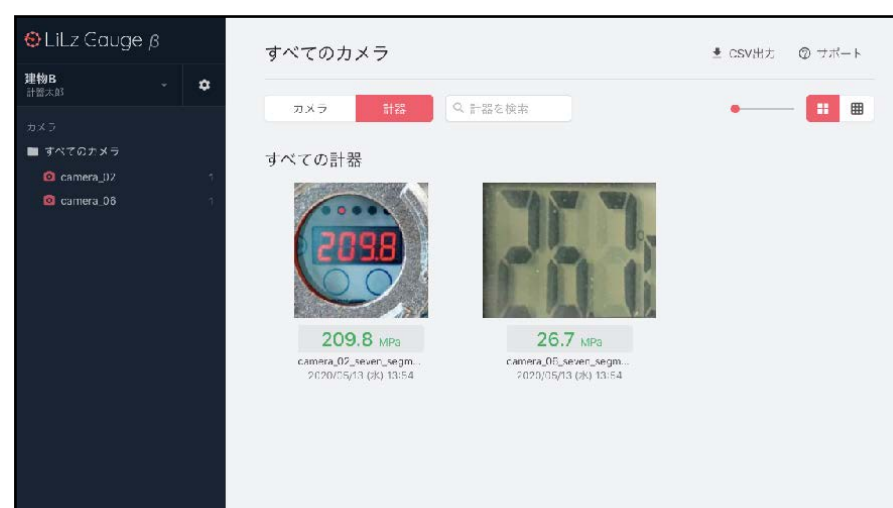 LiLz Gauge β
建物B
計器太郎
カメラ
すべてのカメラ
camera_02 1
camera_06 1
すべてのカメラ
CSV出力 サポート
カメラ 計器 計器を検索
すべての計器
209.8
26.7
209.8 MPa
camera_02_seven_segm...
2020/05/13 (水) 13:54
26.7 MPa
camera_06_seven_segm...
2020/05/13 (水) 13:54